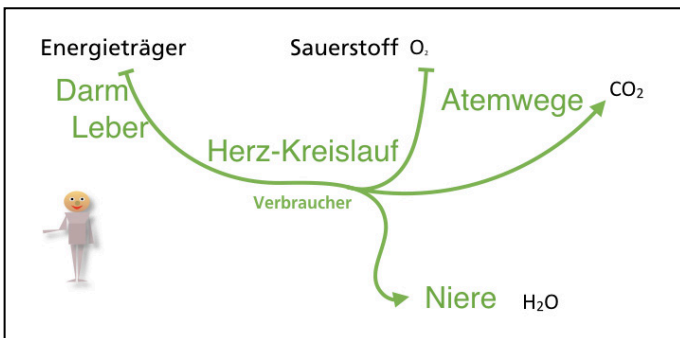 Energieträger
Sauerstoff O₂
Darm
Leber
Atemwege
CO₂
Herz-Kreislauf
Verbraucher
Niere
H₂O